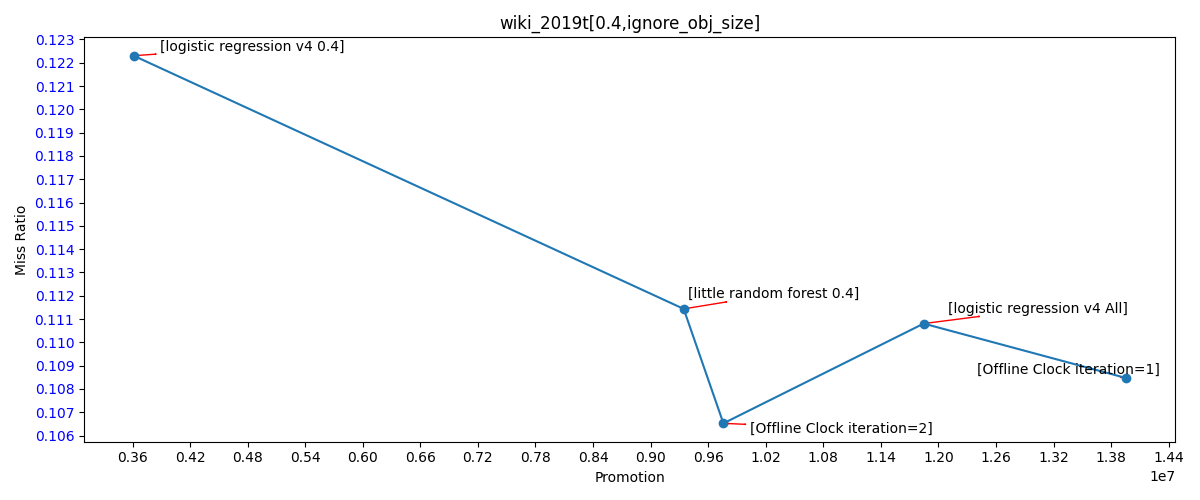 wiki_2019t[0.4,ignore_obj_size]
0.123
0.122
0.121
0.120
0.119
0.118
0.117
0.116
0.115
0.114
0.113
0.112
0.111
0.110
0.109
0.108
0.107
0.106
Miss Ratio
[logistic regression v4 0.4]
[little random forest 0.4]
[logistic regression v4 All]
[Offline Clock iteration=1]
[Offline Clock iteration=2]
0.36 0.42 0.48 0.54 0.60 0.66 0.72 0.78 0.84 0.90 0.96 1.02 1.08 1.14 1.20 1.26 1.32 1.38 1.44
1e7
Promotion